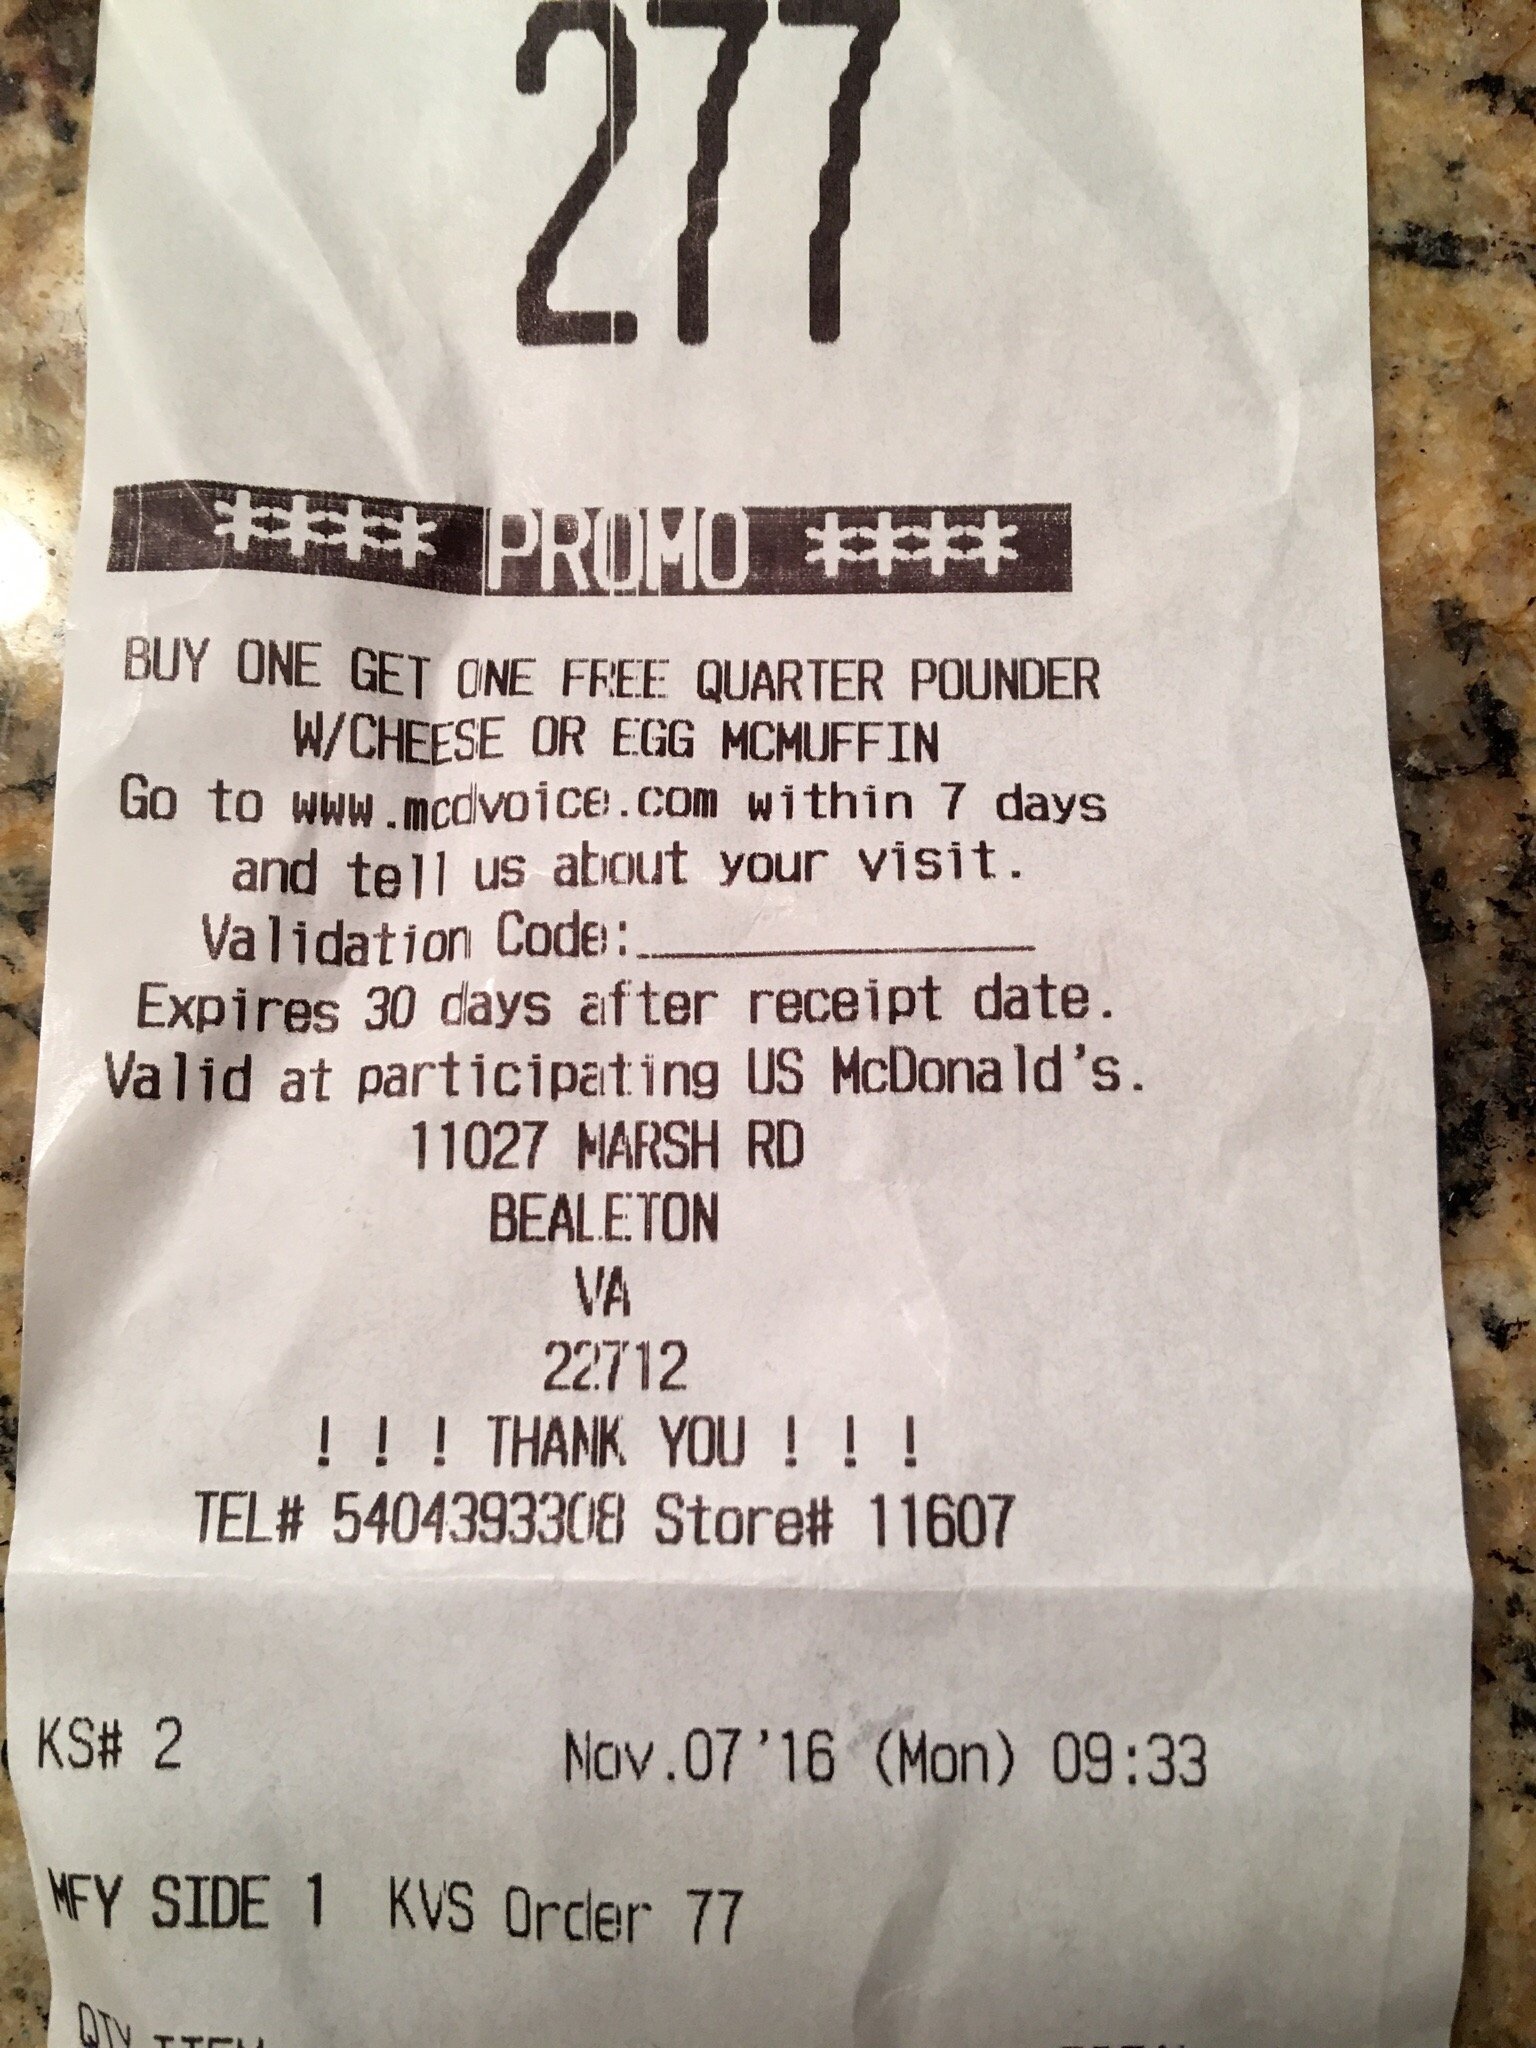 277
**** PROMO ****
BUY ONE GET ONE FREE QUARTER POUNDER
W/CHEESE OR EGG MCMUFFIN
Go to www.mcdvoice.com within 7 days
and tell us about your visit.
Validation Code:______________
Expires 30 days after receipt date.
Valid at participating US McDonald's.
11027 MARSH RD
BEALETON
VA
22712
! ! ! THANK YOU ! ! !
TEL# 5404393308 Store# 11607
KS# 2 Nov.07'16 (Mon) 09:33
MFY SIDE 1 KVS Order 77
QTY ITEM